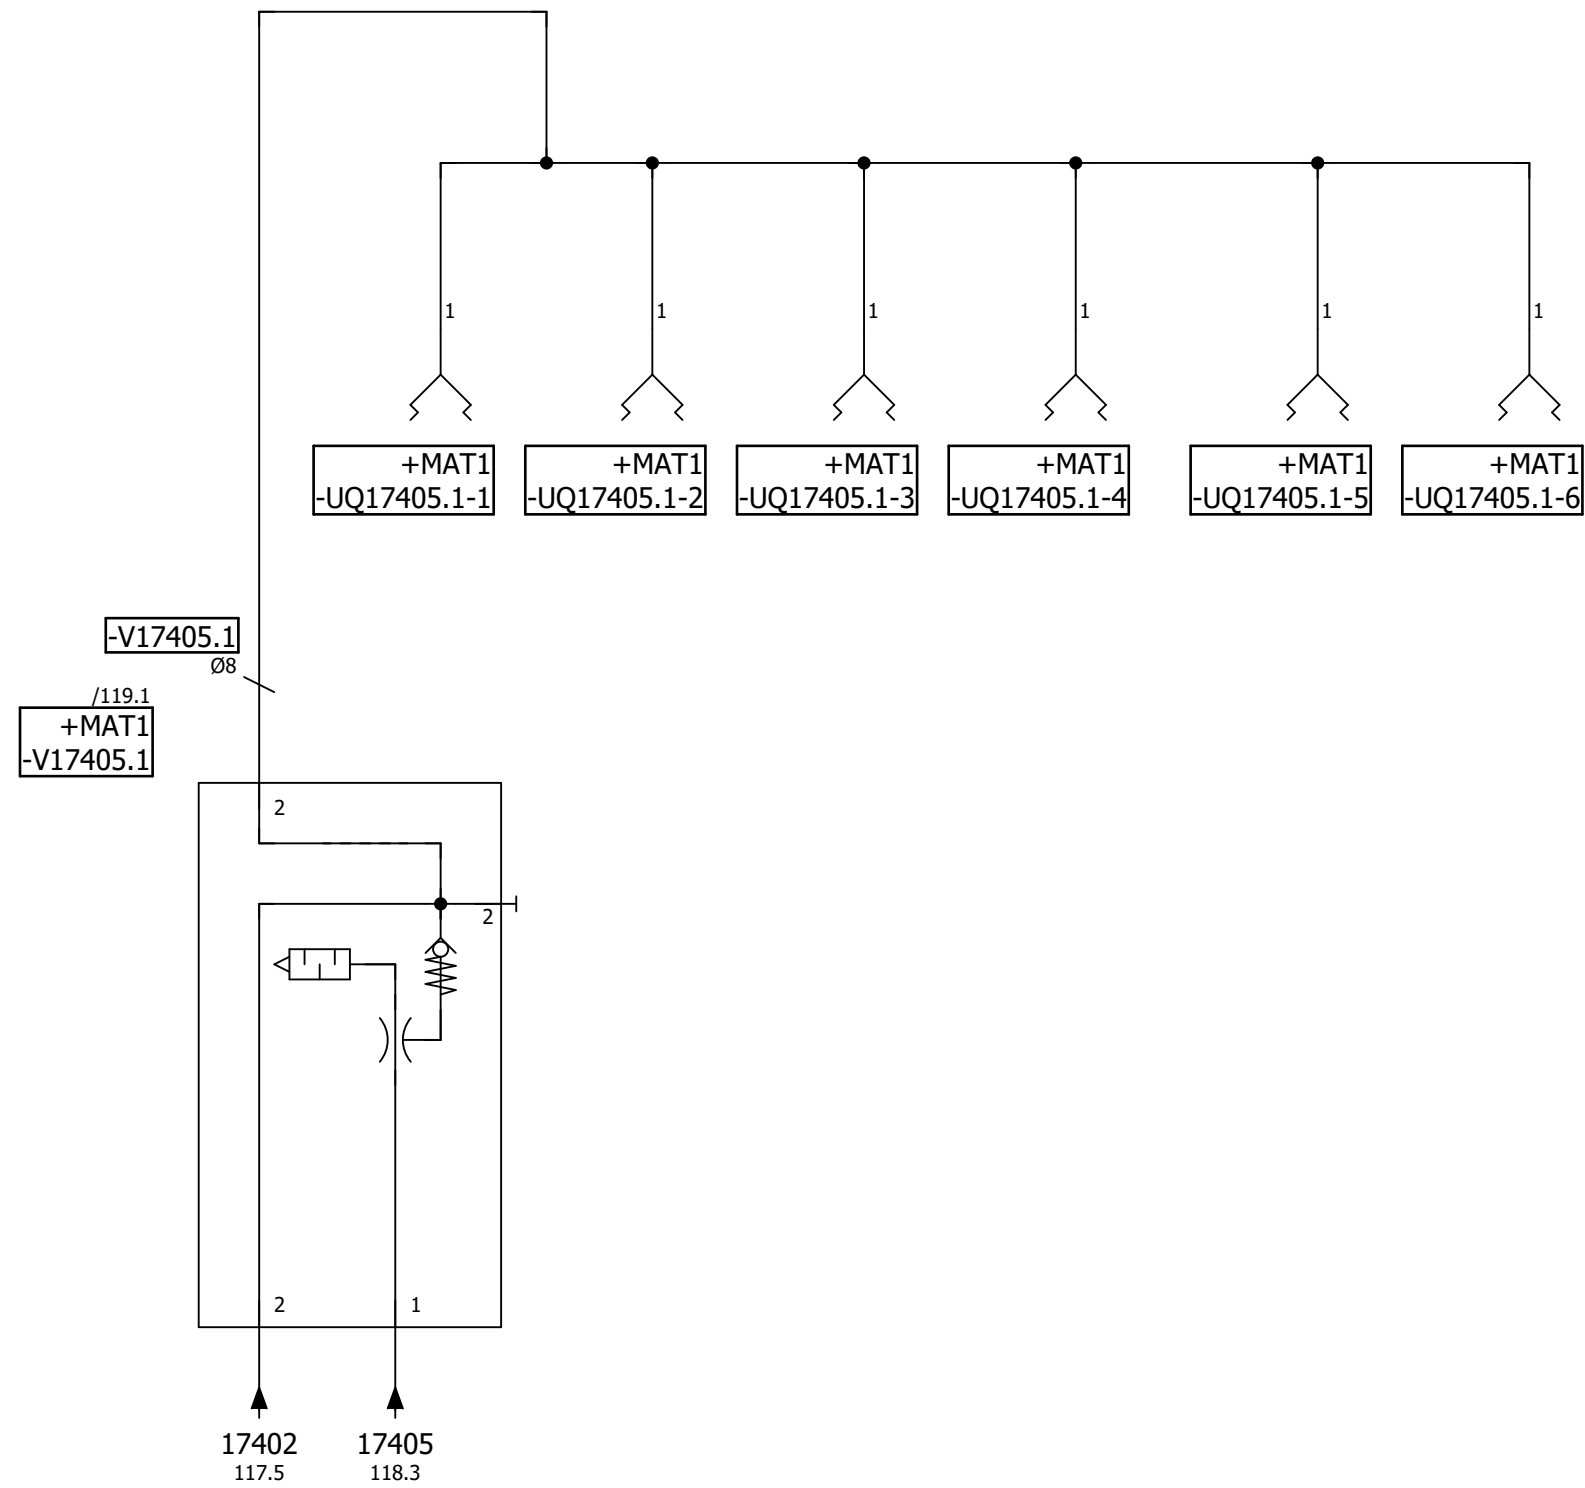 1
1
1
1
1
1
+MAT1
-UQ17405.1-1
+MAT1
-UQ17405.1-2
+MAT1
-UQ17405.1-3
+MAT1
-UQ17405.1-4
+MAT1
-UQ17405.1-5
+MAT1
-UQ17405.1-6
-V17405.1
Ø8
/119.1
+MAT1
-V17405.1
2
2
2
1
17402
117.5
17405
118.3